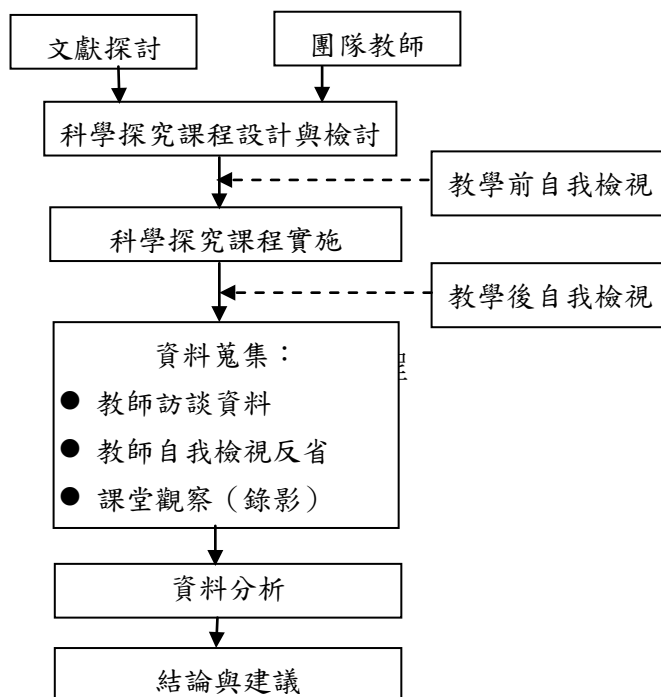 文獻探討
團隊教師
科學探究課程設計與檢討
教學前自我檢視
科學探究課程實施
教學後自我檢視
資料蒐集：
● 教師訪談資料
● 教師自我檢視反省
● 課堂觀察（錄影）
資料分析
結論與建議